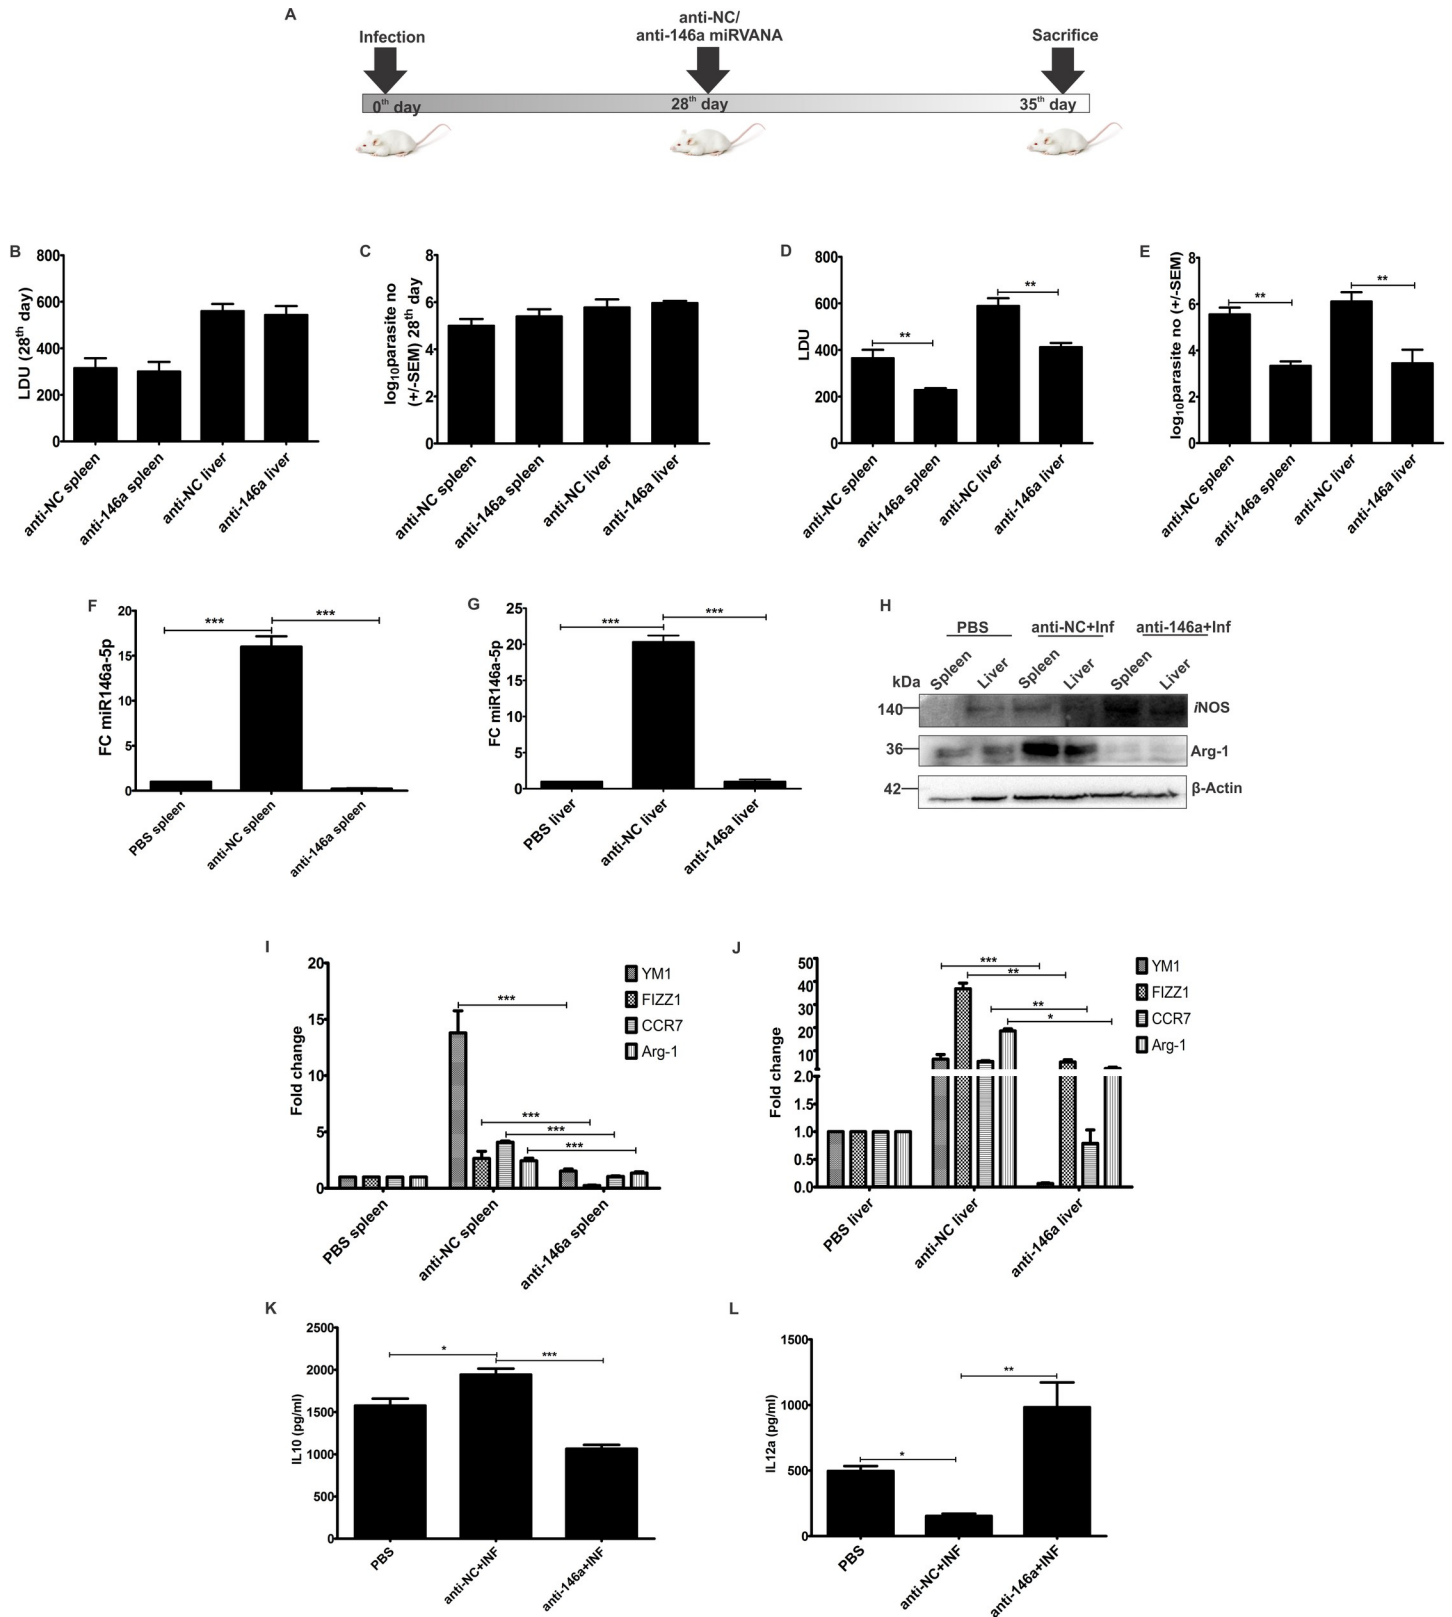 A
anti-NC/
anti-146a miRVANA
Infection
Sacrifice
0th day
28th day
35th day
B
LDU (28th day)
800
600
400
200
0
anti-NC spleen
anti-146a spleen
anti-NC liver
anti-146a liver
C
log10parasite no
(+/-SEM) 28th day
8
6
4
2
0
anti-NC spleen
anti-146a spleen
anti-NC liver
anti-146a liver
D
LDU
800
600
400
200
0
**
**
anti-NC spleen
anti-146a spleen
anti-NC liver
anti-146a liver
E
log10parasite no (+/-SEM)
8
6
4
2
0
**
**
anti-NC spleen
anti-146a spleen
anti-NC liver
anti-146a liver
F
FC miR146a-5p
20
15
10
5
0
***
***
PBS spleen
anti-NC spleen
anti-146a spleen
G
FC miR146a-5p
25
20
15
10
5
0
***
***
PBS liver
anti-NC liver
anti-146a liver
H
PBS
anti-NC+Inf
anti-146a+Inf
kDa
Spleen
Liver
Spleen
Liver
Spleen
Liver
140
iNOS
36
Arg-1
42
β-Actin
I
Fold change
20
15
10
5
0
***
***
***
***
YM1
FIZZ1
CCR7
Arg-1
PBS spleen
anti-NC spleen
anti-146a spleen
J
Fold change
50
40
30
20
10
2.0
1.0
0.5
0.0
***
**
**
*
YM1
FIZZ1
CCR7
Arg-1
PBS liver
anti-NC liver
anti-146a liver
K
IL10 (pg/ml)
2500
2000
1500
1000
500
0
*
***
PBS
anti-NC+INF
anti-146a+INF
L
IL12a (pg/ml)
1500
1000
500
0
*
**
PBS
anti-NC+INF
anti-146a+INF